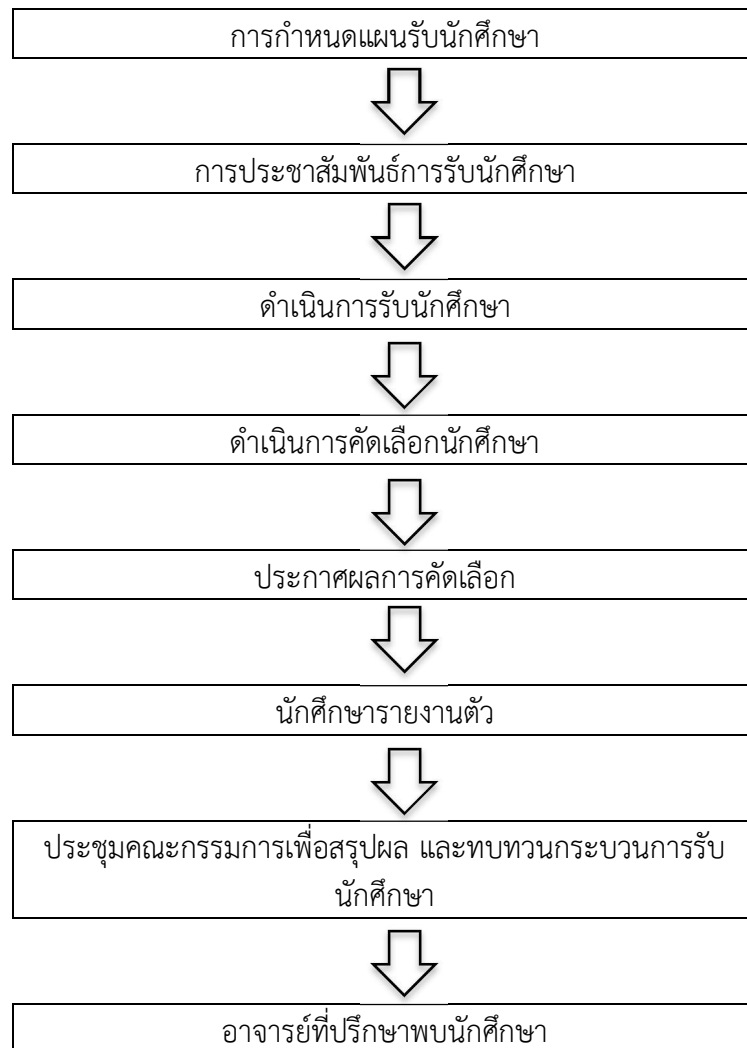 การกำหนดแผนรับนักศึกษา
การประชาสัมพันธ์การรับนักศึกษา
ดำเนินการรับนักศึกษา
ดำเนินการคัดเลือกนักศึกษา
ประกาศผลการคัดเลือก
นักศึกษารายงานตัว
ประชุมคณะกรรมการเพื่อสรุปผล และทบทวนกระบวนการรับ
นักศึกษา
อาจารย์ที่ปรึกษาพบนักศึกษา